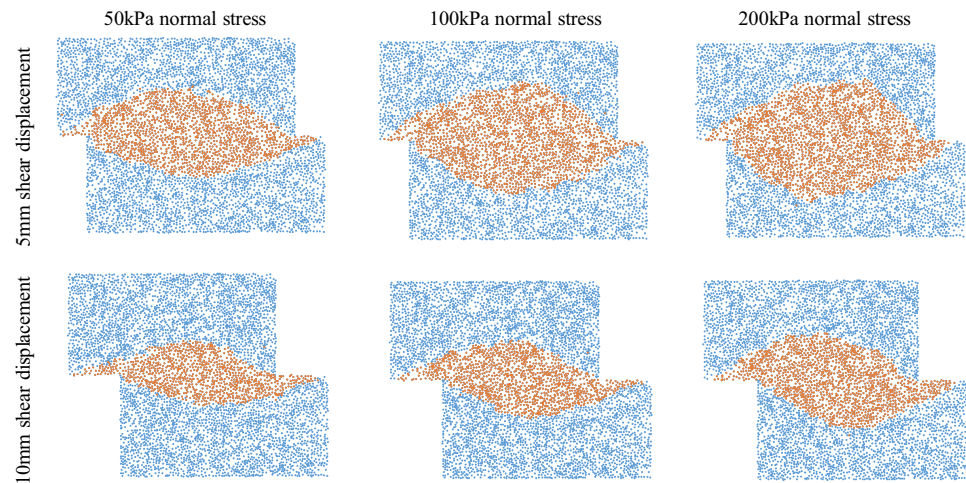 50kPa normal stress
100kPa normal stress
200kPa normal stress
5mm shear displacement
10mm shear displacement